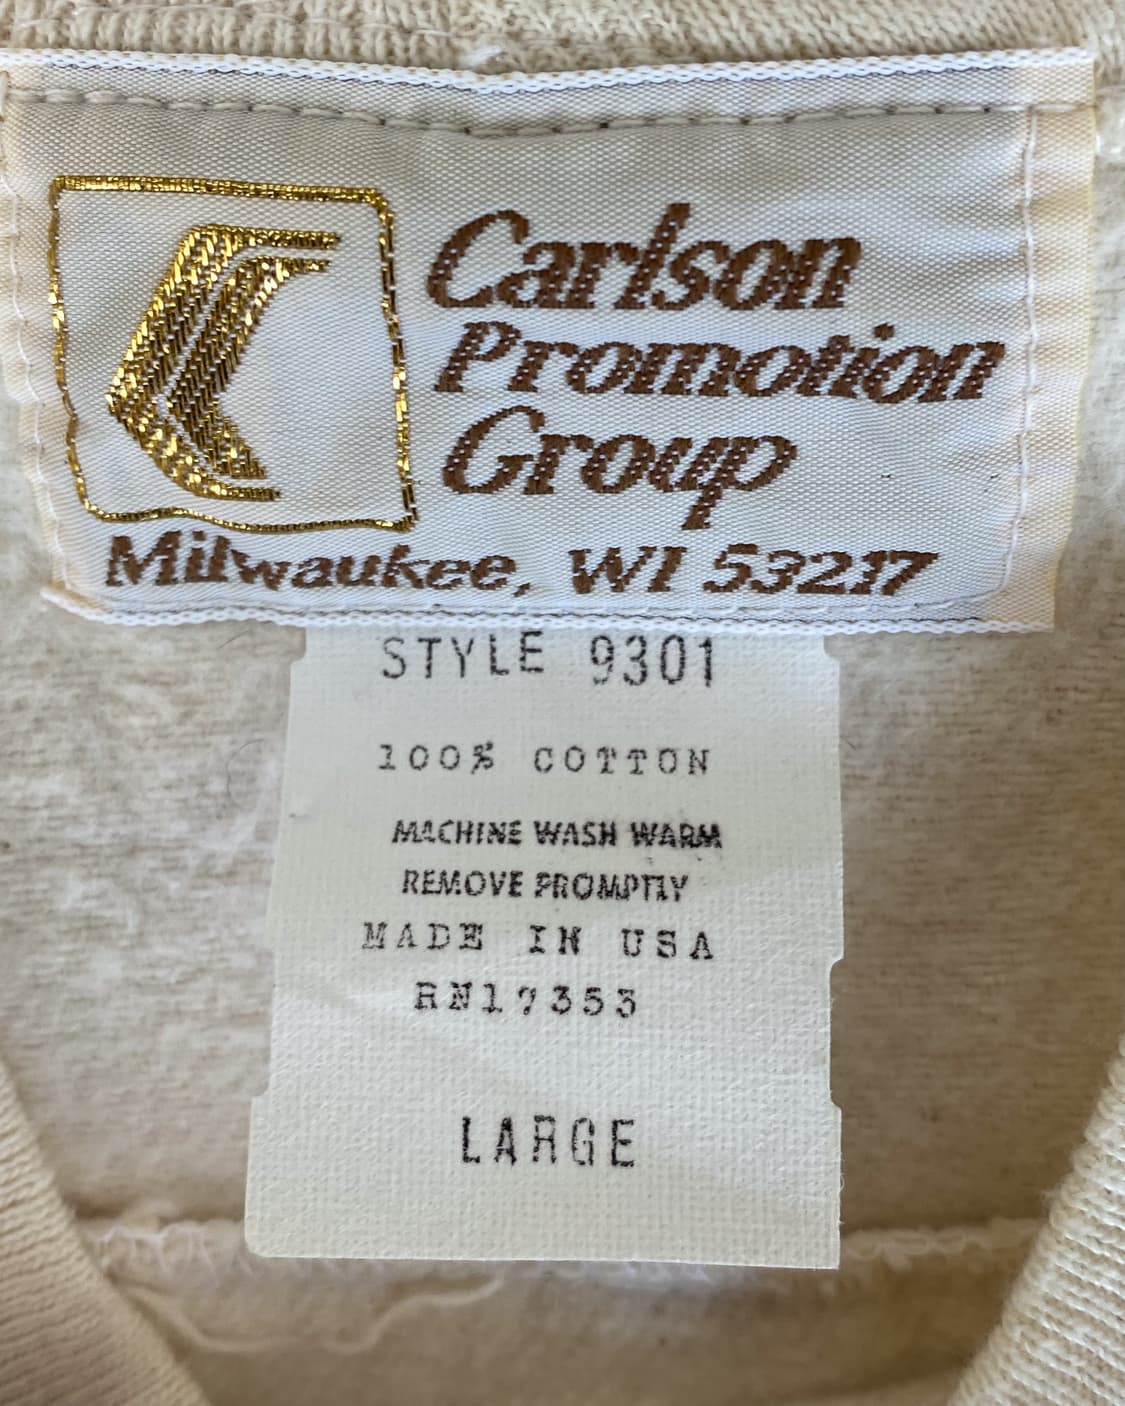 Carlson
Promotion
Group
Milwaukee, WI 53217
STYLE 9301
100% COTTON
MACHINE WASH WARM
REMOVE PROMPTLY
MADE IN USA
RN17353
LARGE